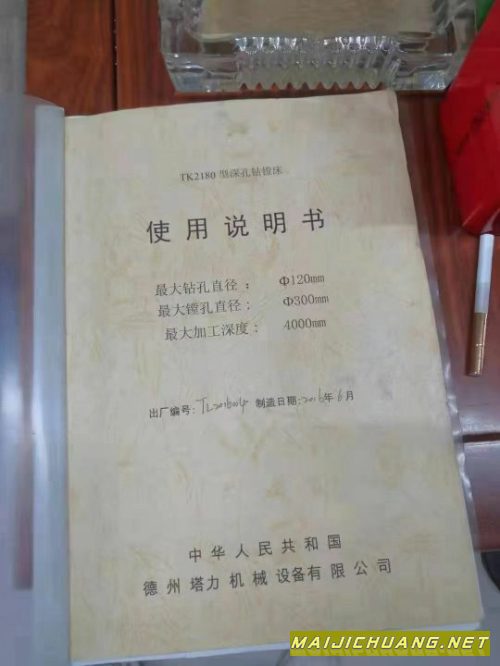 TK2180 型深孔钻镗床
使用说明书
最大钻孔直径： Φ120mm
最大镗孔直径： Φ300mm
最大加工深度： 4000mm
出厂编号: TL2016004 制造日期: 2016年6月
中华人民共和国
德州塔力机械设备有限公司
MAIJICHUANG.NET